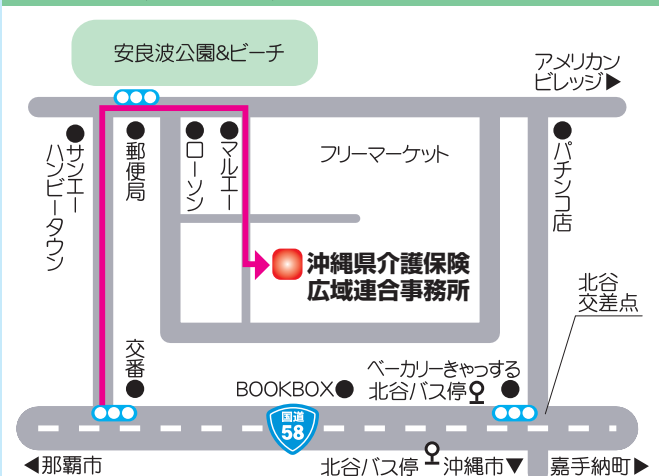 安良波公園&ビーチ
アメリカン
ビレッジ▶
サンエー
ハンビータウン
郵便局
ローソン
マルエー
フリーマーケット
パチンコ店
沖縄県介護保険
広域連合事務所
北谷
交差点
交番
BOOKBOX
ベーカリーきゃっする
北谷バス停
国道
58
◀那覇市
北谷バス停
沖縄市▼
嘉手納町▶